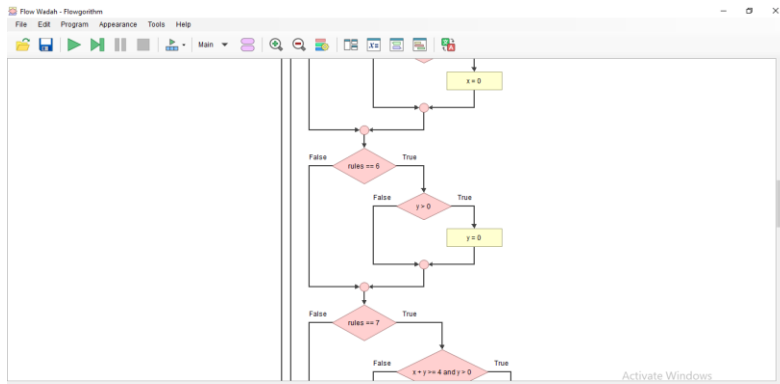 Flow Wadah - Flowgorithm
File Edit Program Appearance Tools Help
Main
x = 0
False True
rules == 6
False True
y > 0
y = 0
False True
rules == 7
False True
x + y >= 4 and y > 0
Activate Windows